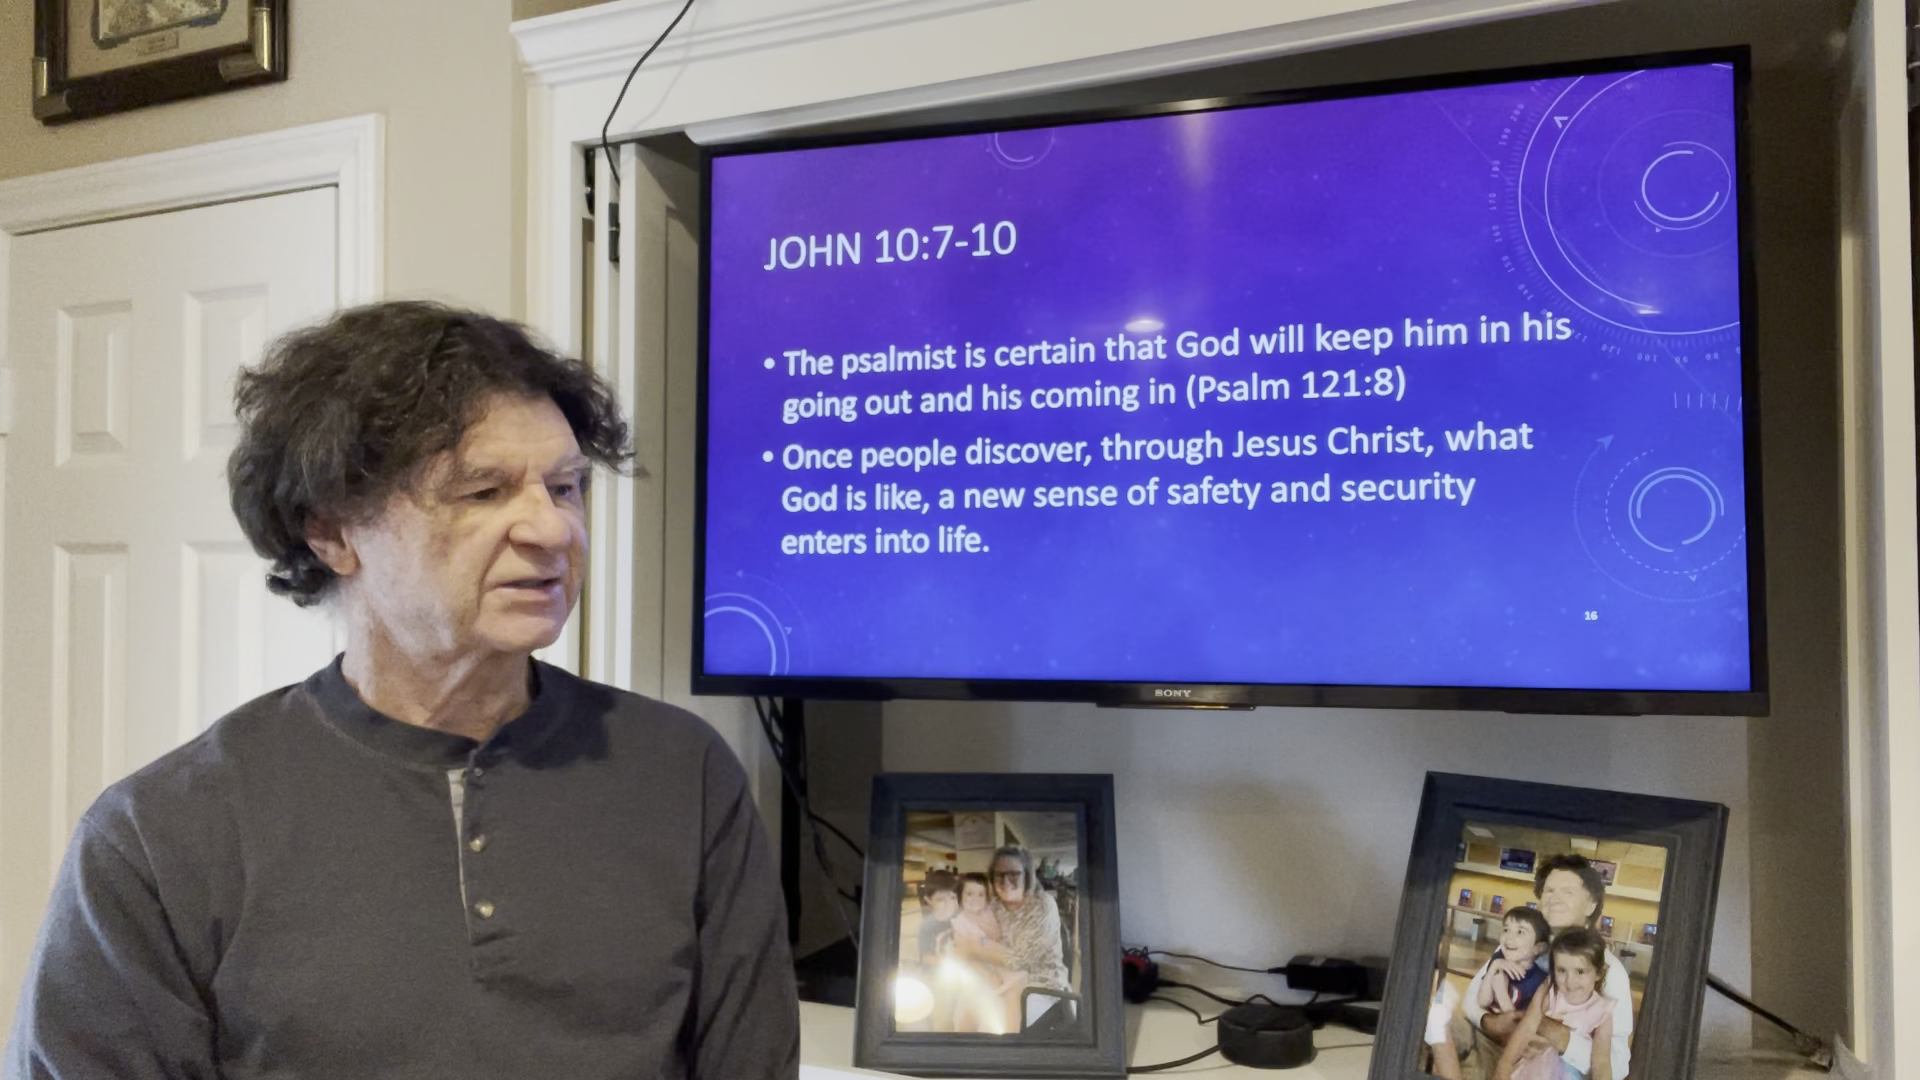 JOHN 10:7-10
• The psalmist is certain that God will keep him in his
going out and his coming in (Psalm 121:8)
• Once people discover, through Jesus Christ, what
God is like, a new sense of safety and security
enters into life.
16
SONY